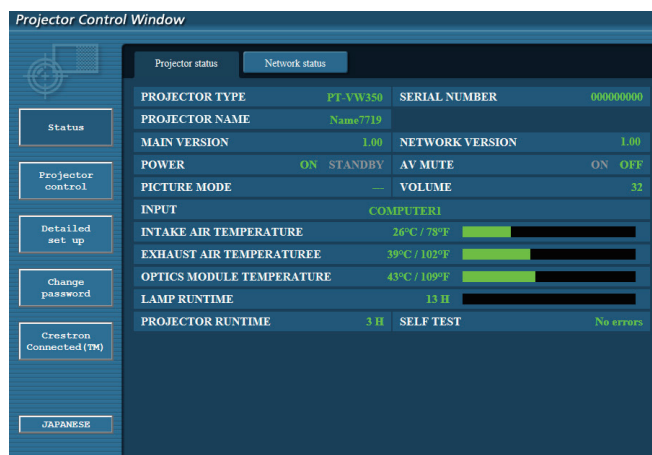 Projector Control Window
Projector status Network status
Status
Projector control
Detailed set up
Change password
Crestron Connected(TM)
JAPANESE
PROJECTOR TYPE PT-VW350 SERIAL NUMBER 000000000
PROJECTOR NAME Name7719
MAIN VERSION 1.00 NETWORK VERSION 1.00
POWER ON STANDBY AV MUTE ON OFF
PICTURE MODE — VOLUME 32
INPUT COMPUTER1
INTAKE AIR TEMPERATURE 26°C / 78°F
EXHAUST AIR TEMPERATUREE 39°C / 102°F
OPTICS MODULE TEMPERATURE 43°C / 109°F
LAMP RUNTIME 13 H
PROJECTOR RUNTIME 3 H SELF TEST No errors